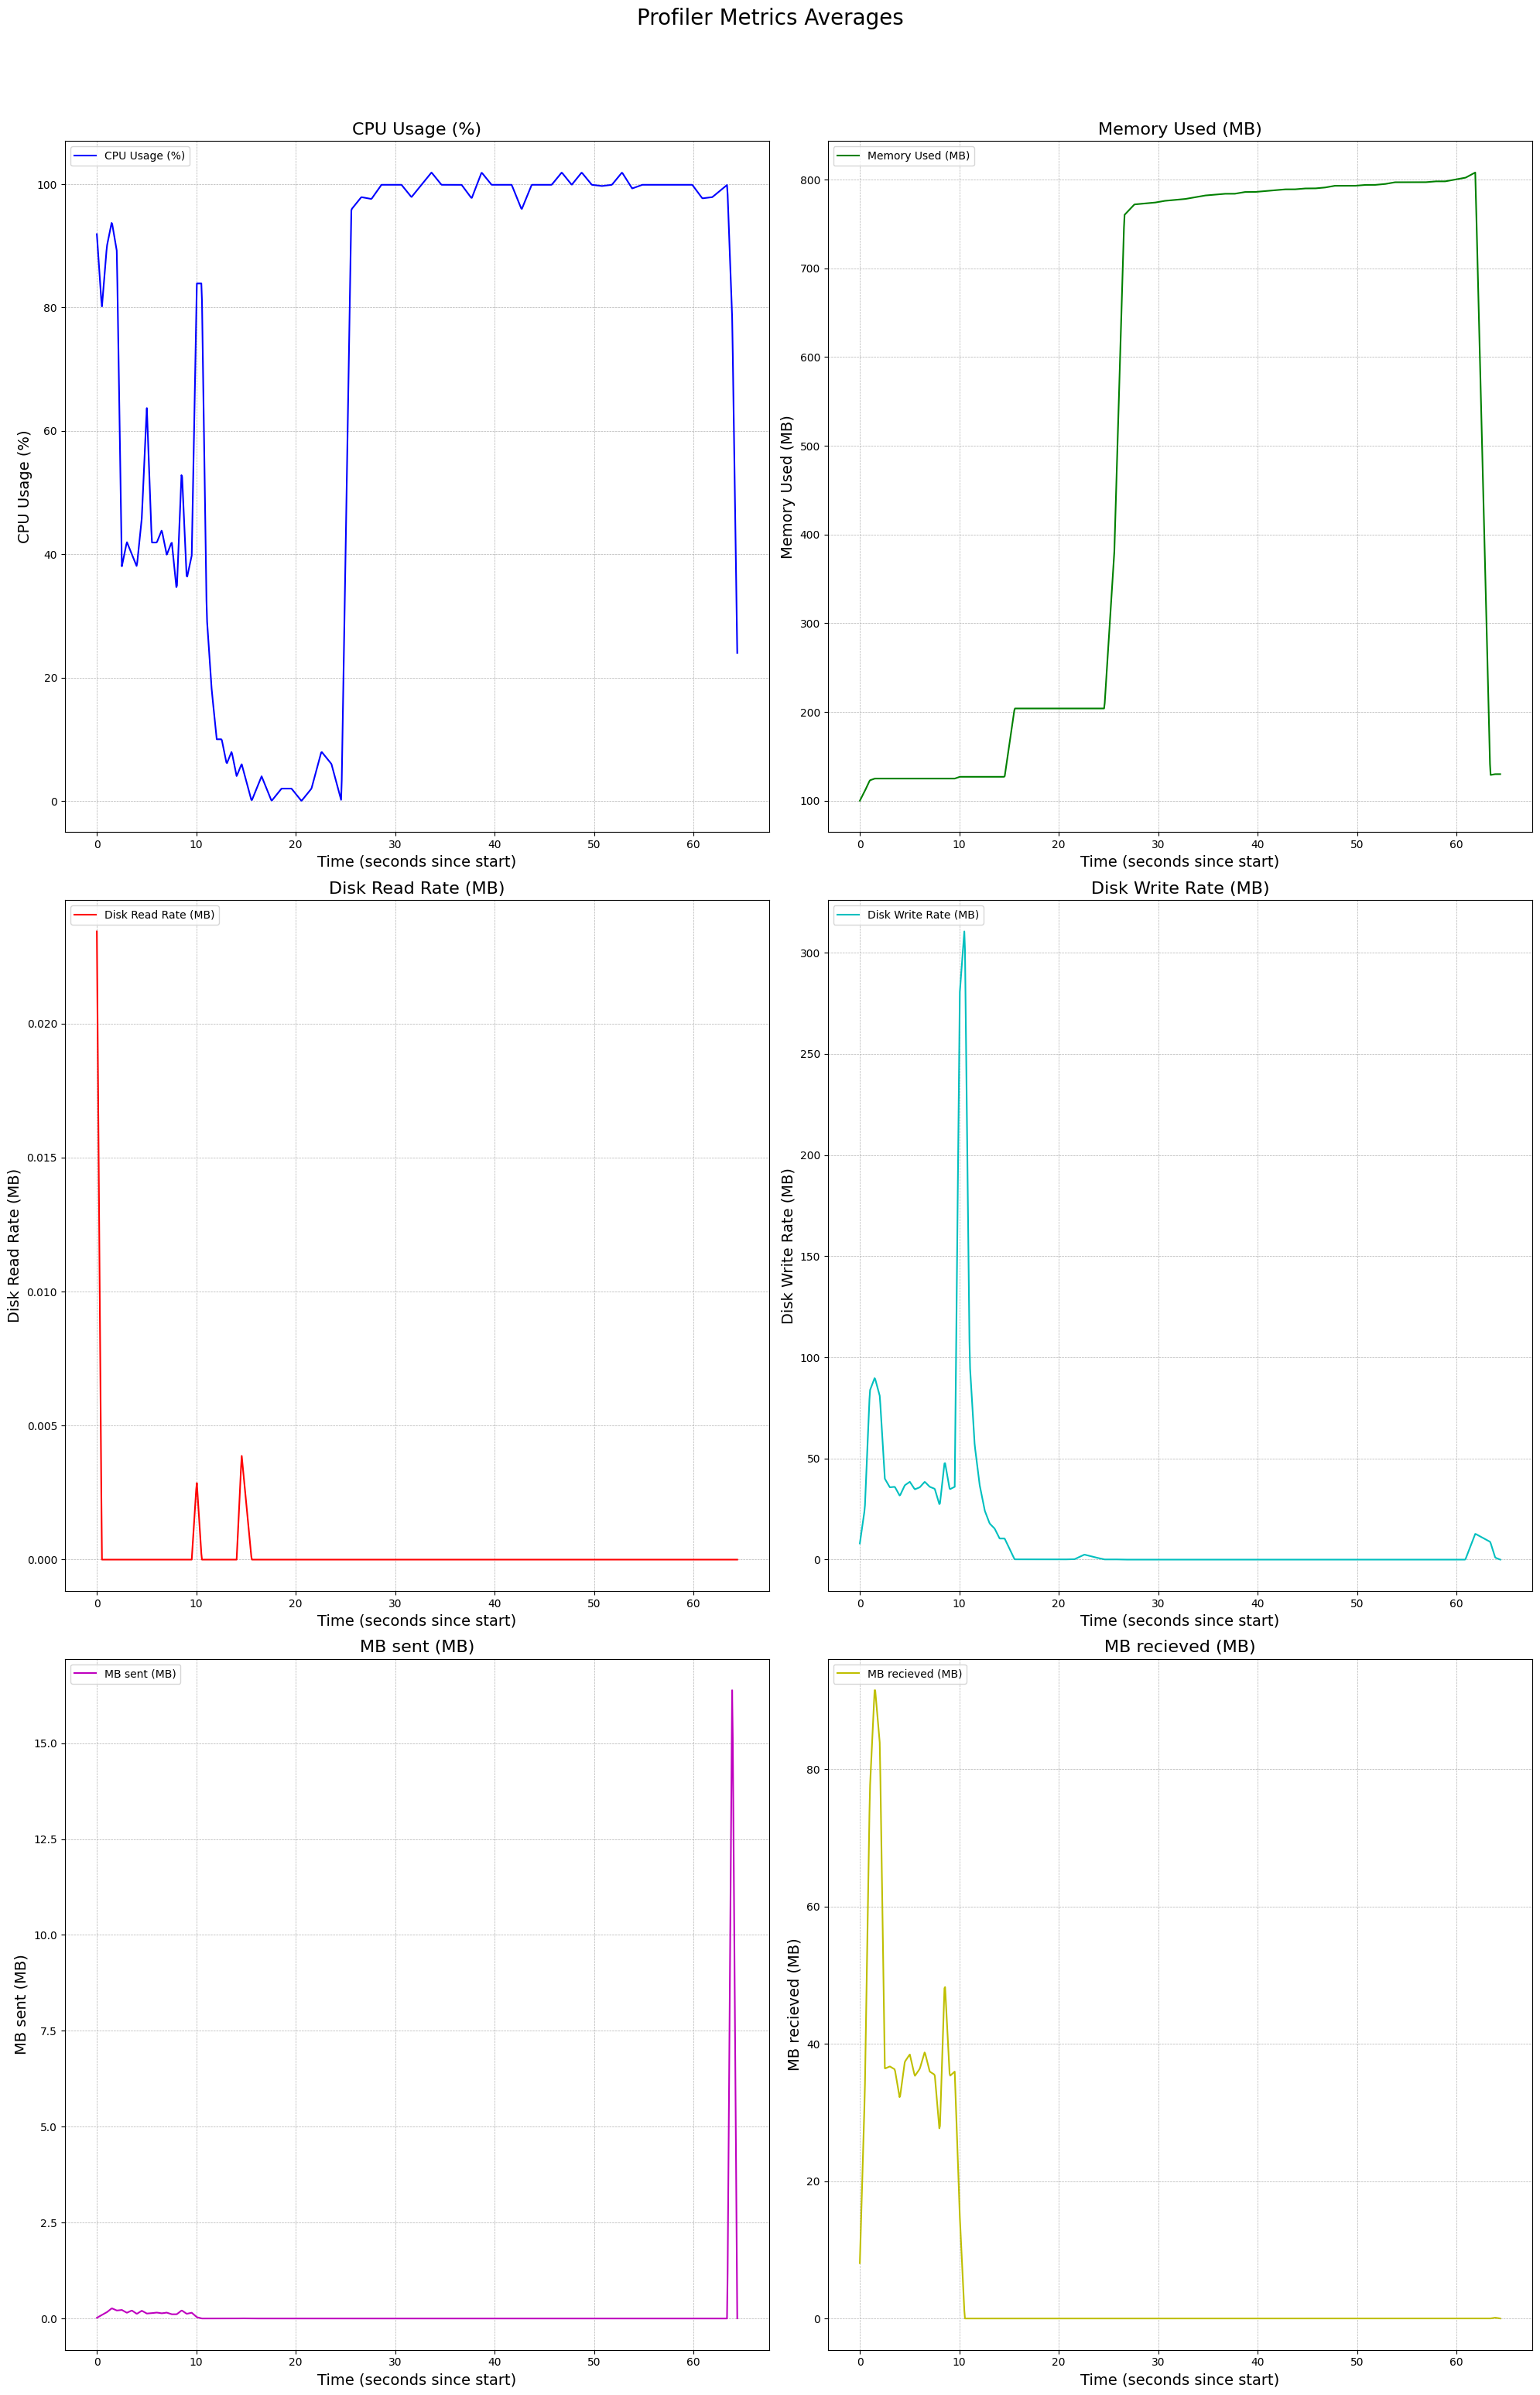 Profiler Metrics Averages
CPU Usage (%)
CPU Usage (%)
CPU Usage (%)
100
80
60
40
20
0
0 10 20 30 40 50 60
Time (seconds since start)
Memory Used (MB)
Memory Used (MB)
Memory Used (MB)
800
700
600
500
400
300
200
100
0 10 20 30 40 50 60
Time (seconds since start)
Disk Read Rate (MB)
Disk Read Rate (MB)
Disk Read Rate (MB)
0.020
0.015
0.010
0.005
0.000
0 10 20 30 40 50 60
Time (seconds since start)
Disk Write Rate (MB)
Disk Write Rate (MB)
Disk Write Rate (MB)
300
250
200
150
100
50
0
0 10 20 30 40 50 60
Time (seconds since start)
MB sent (MB)
MB sent (MB)
MB sent (MB)
15.0
12.5
10.0
7.5
5.0
2.5
0.0
0 10 20 30 40 50 60
Time (seconds since start)
MB recieved (MB)
MB recieved (MB)
MB recieved (MB)
80
60
40
20
0
0 10 20 30 40 50 60
Time (seconds since start)